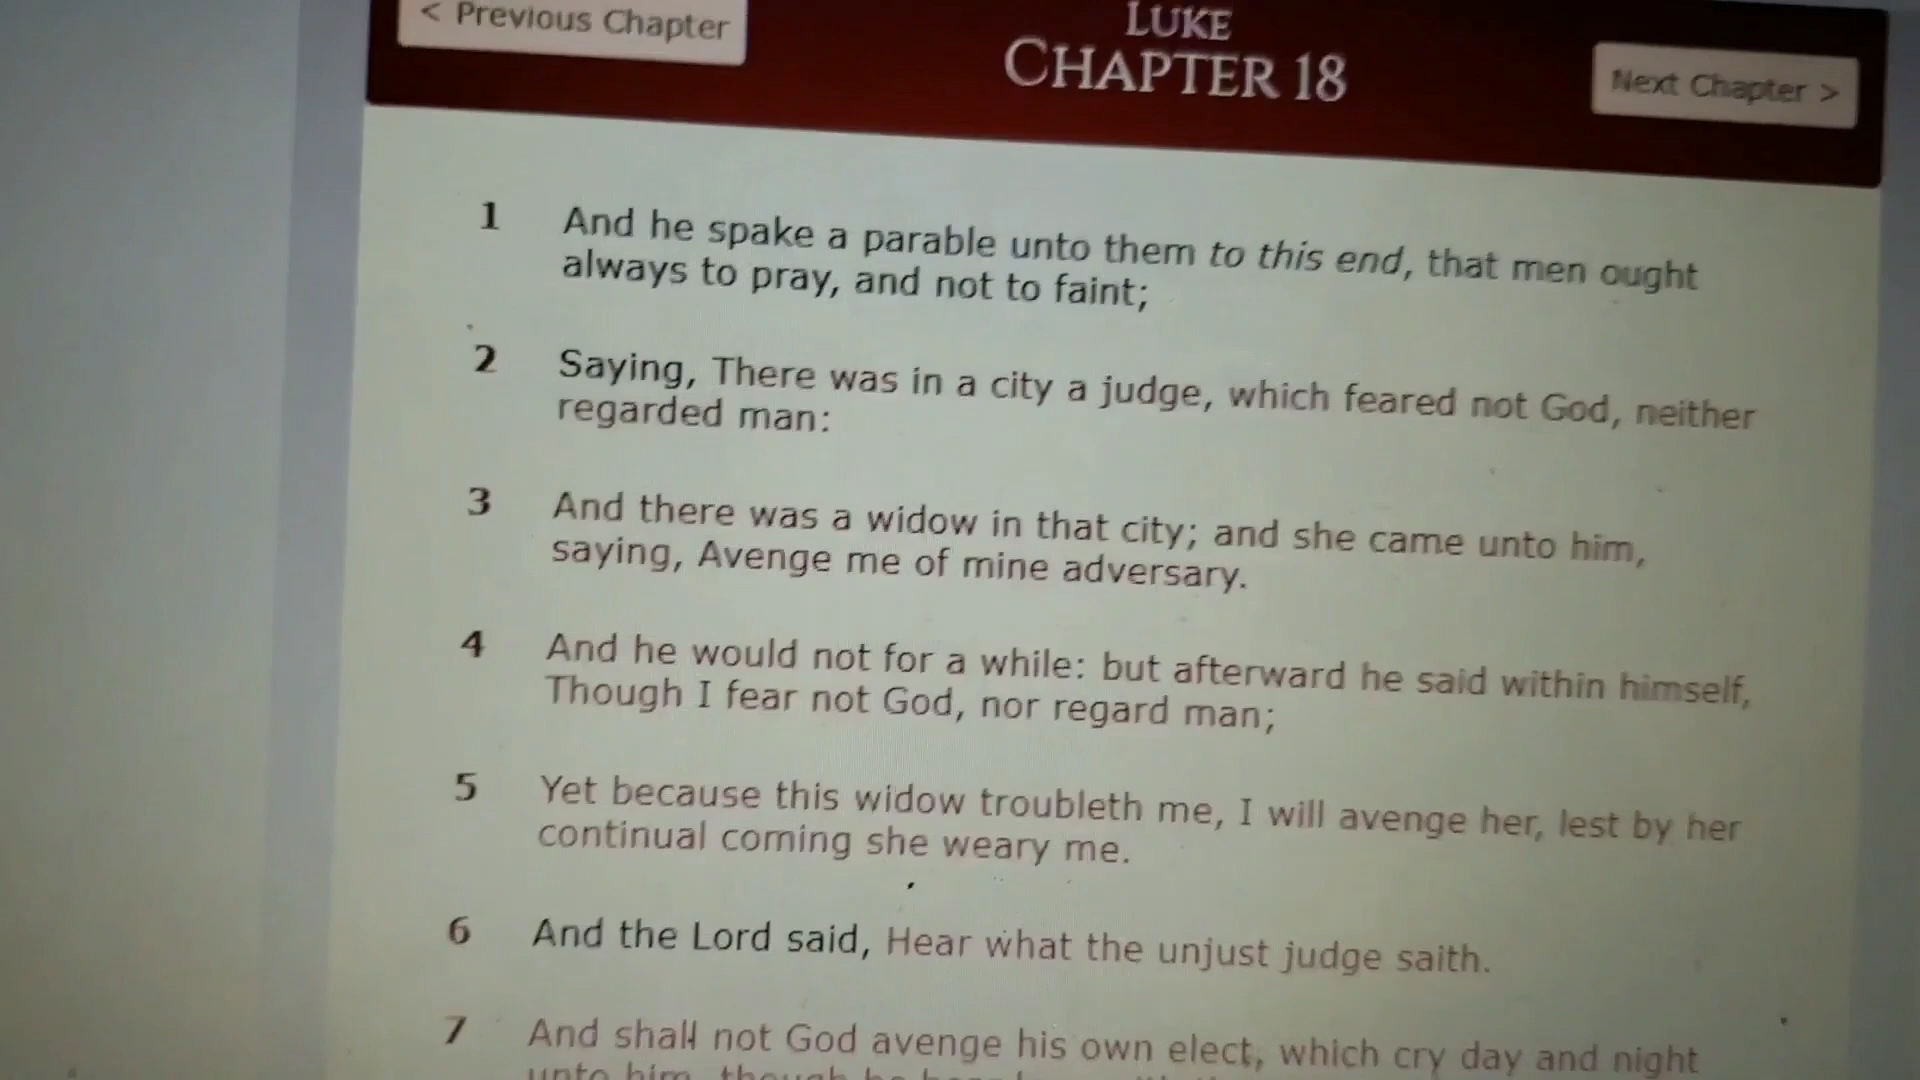 < Previous Chapter
LUKE
CHAPTER 18
Next Chapter >
1 And he spake a parable unto them to this end, that men ought
always to pray, and not to faint;
2 Saying, There was in a city a judge, which feared not God, neither
regarded man:
3 And there was a widow in that city; and she came unto him,
saying, Avenge me of mine adversary.
4 And he would not for a while: but afterward he said within himself,
Though I fear not God, nor regard man;
5 Yet because this widow troubleth me, I will avenge her, lest by her
continual coming she weary me.
6 And the Lord said, Hear what the unjust judge saith.
7 And shall not God avenge his own elect, which cry day and night
unto him, though he